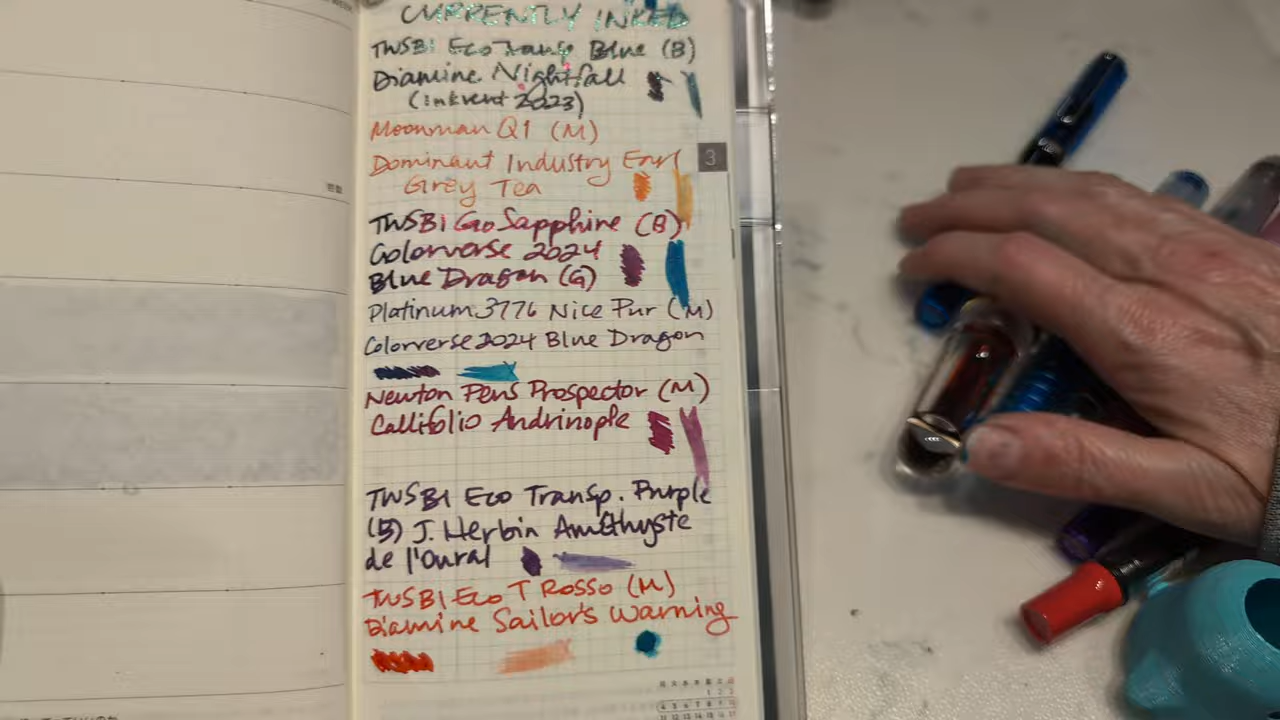 CURRENTLY INKED
TWSBI Eco Transp Blue (B)
Diamine Nightfall
(inkvent 2023)
Moonman Q1 (M)
Dominant Industry Earl
Grey Tea
3
TWSBI Go Sapphire (B)
Colorverse 2024
Blue Dragon (G)
Platinum 3776 Nice Pur (M)
Colorverse 2024 Blue Dragon
Newton Pens Prospector (M)
Callifolio Andrinople
TWSBI Eco Transp. Purple
(B) J. Herbin Améthyste
de l'Oural
TWSBI Eco T Rosso (M)
Diamine Sailor's Warning